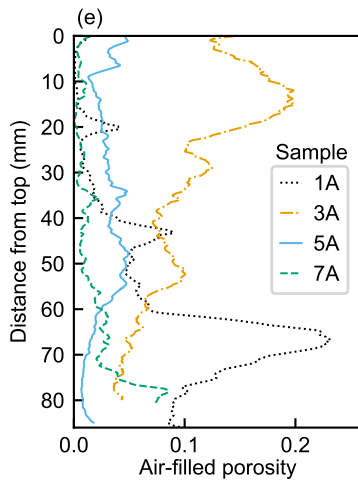 (e)
0
10
20
30
40
50
60
70
80
Distance from top (mm)
Sample
1A
3A
5A
7A
0.0 0.1 0.2
Air-filled porosity